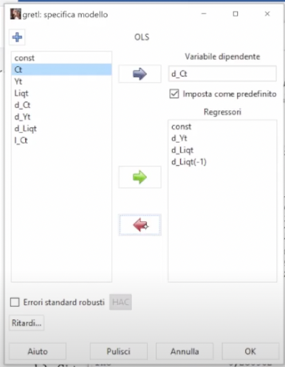 gretl: specifica modello
OLS
const
Ct
Yt
Liqt
d_Ct
d_Yt
d_Liqt
l_Ct
Variabile dipendente
d_Ct
Imposta come predefinito
Regressori
const
d_Yt
d_Liqt
d_Liqt(-1)
Errori standard robusti
HAC
Ritardi...
Aiuto
Pulisci
Annulla
OK